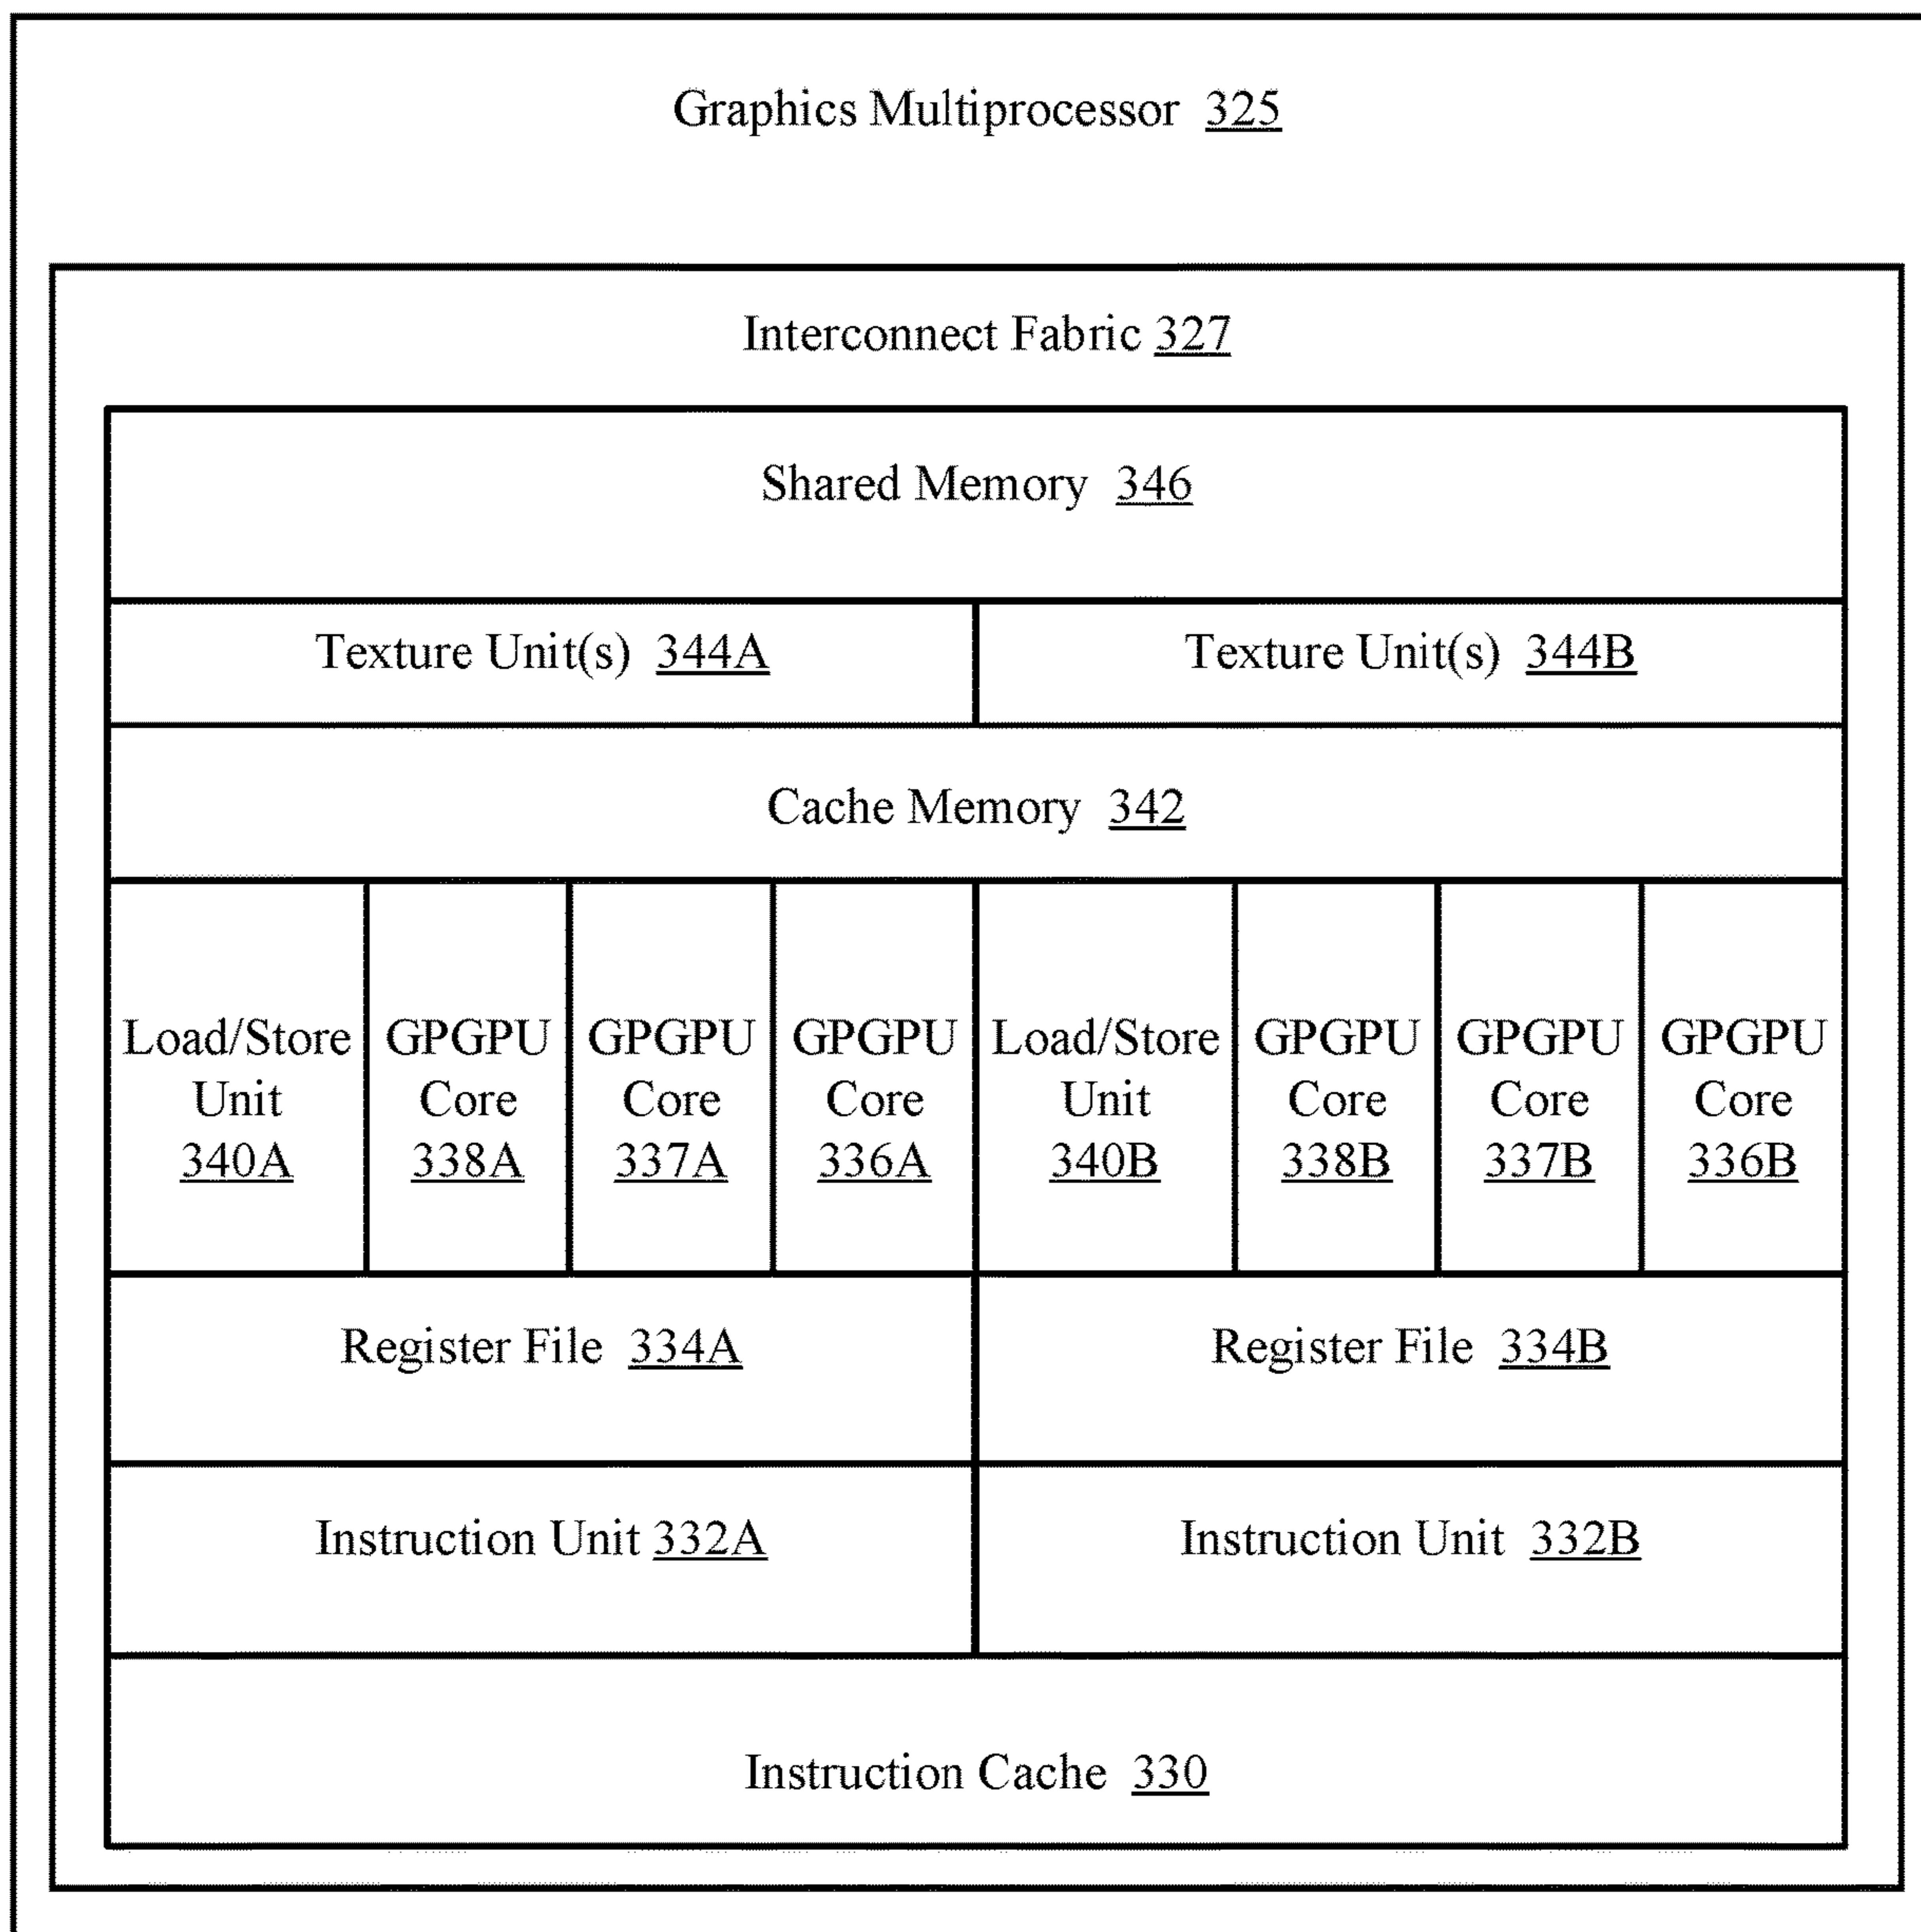 Graphics Multiprocessor 325
Interconnect Fabric 327
Shared Memory 346
Texture Unit(s) 344A
Texture Unit(s) 344B
Cache Memory 342
Load/Store
Unit
340A
GPGPU
Core
338A
GPGPU
Core
337A
GPGPU
Core
336A
Load/Store
Unit
340B
GPGPU
Core
338B
GPGPU
Core
337B
GPGPU
Core
336B
Register File 334A
Register File 334B
Instruction Unit 332A
Instruction Unit 332B
Instruction Cache 330